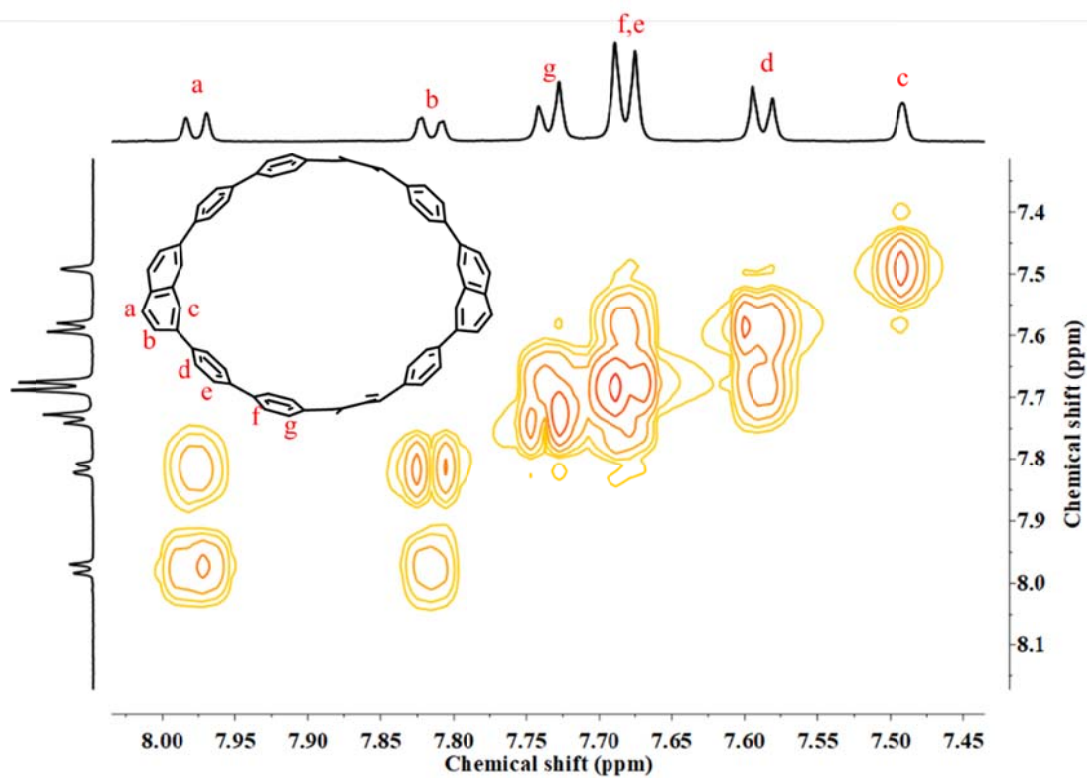 f,e
a
g
d
b
c
a
c
b
d
e
f
g
7.4
7.5
7.6
7.7
7.8
7.9
8.0
8.1
Chemical shift (ppm)
8.00 7.95 7.90 7.85 7.80 7.75 7.70 7.65 7.60 7.55 7.50 7.45
Chemical shift (ppm)